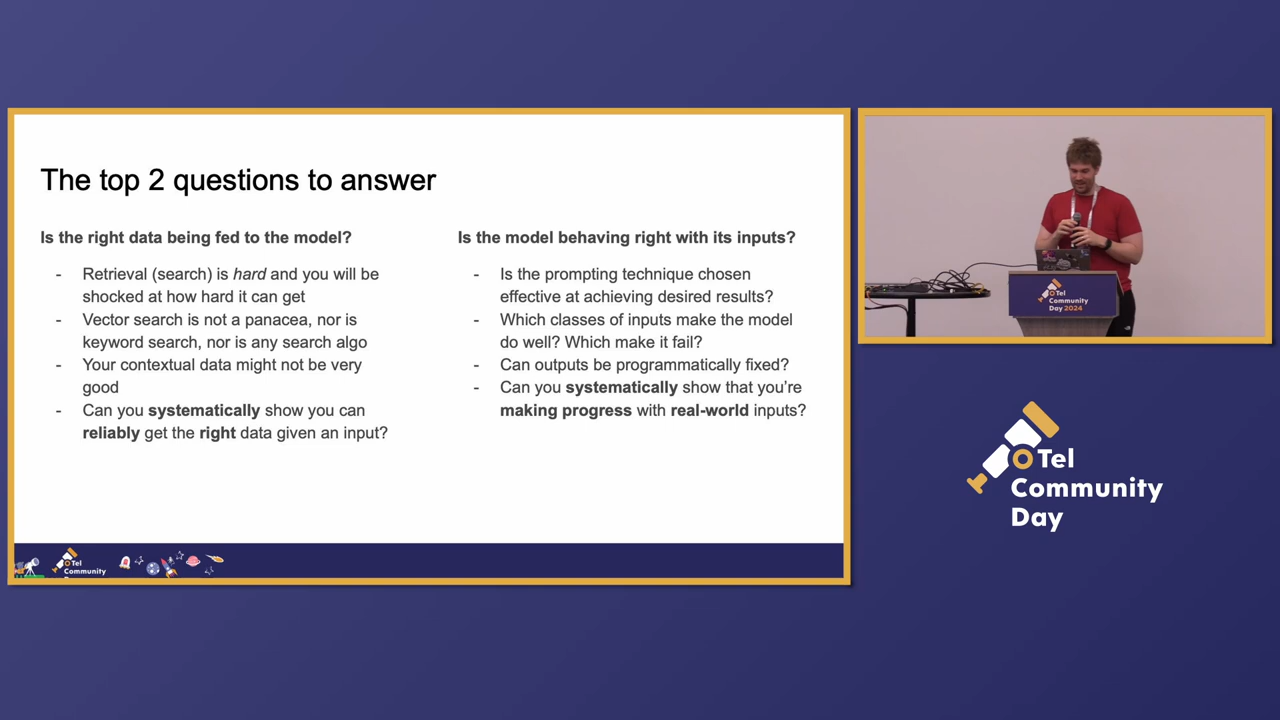 The top 2 questions to answer
Is the right data being fed to the model?
- Retrieval (search) is hard and you will be
shocked at how hard it can get
- Vector search is not a panacea, nor is
keyword search, nor is any search algo
- Your contextual data might not be very
good
- Can you systematically show you can
reliably get the right data given an input?
Is the model behaving right with its inputs?
- Is the prompting technique chosen
effective at achieving desired results?
- Which classes of inputs make the model
do well? Which make it fail?
- Can outputs be programmatically fixed?
- Can you systematically show that you're
making progress with real-world inputs?
OTel
Community
OTel
Community
Day 2024
OTel
Community
Day